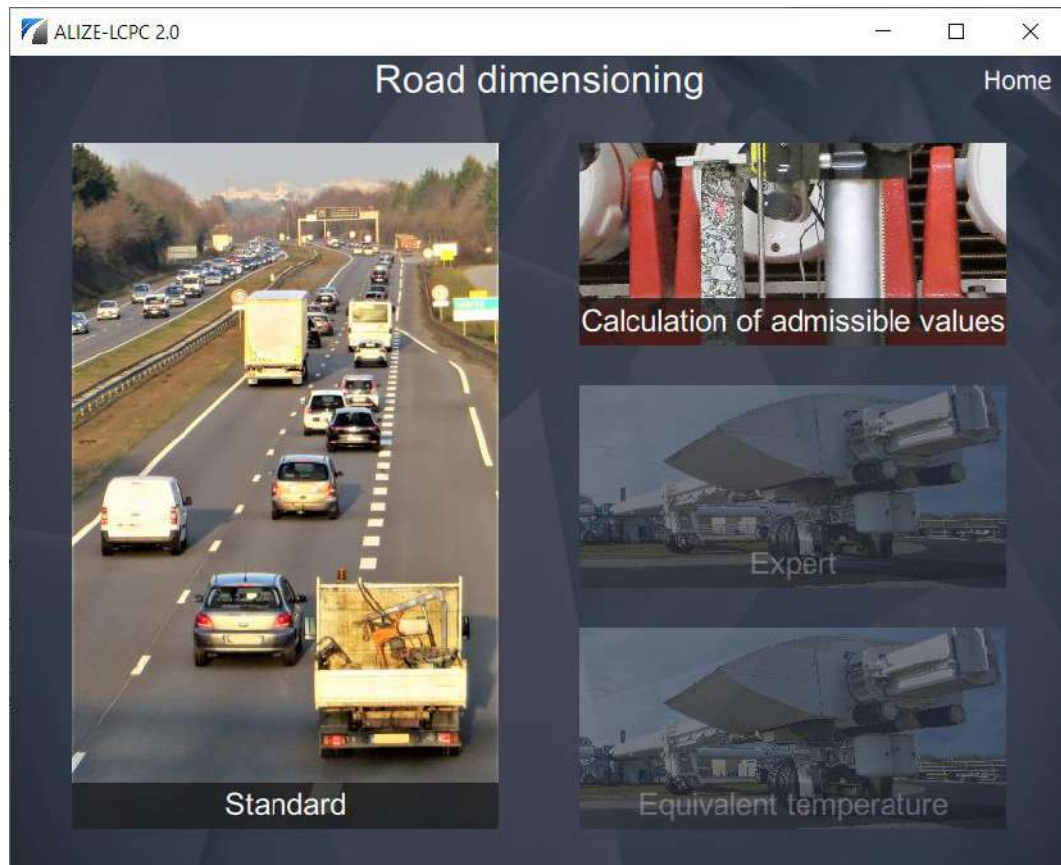 ALIZE-LCPC 2.0
Road dimensioning
Home
Standard
Calculation of admissible values
Expert
Equivalent temperature